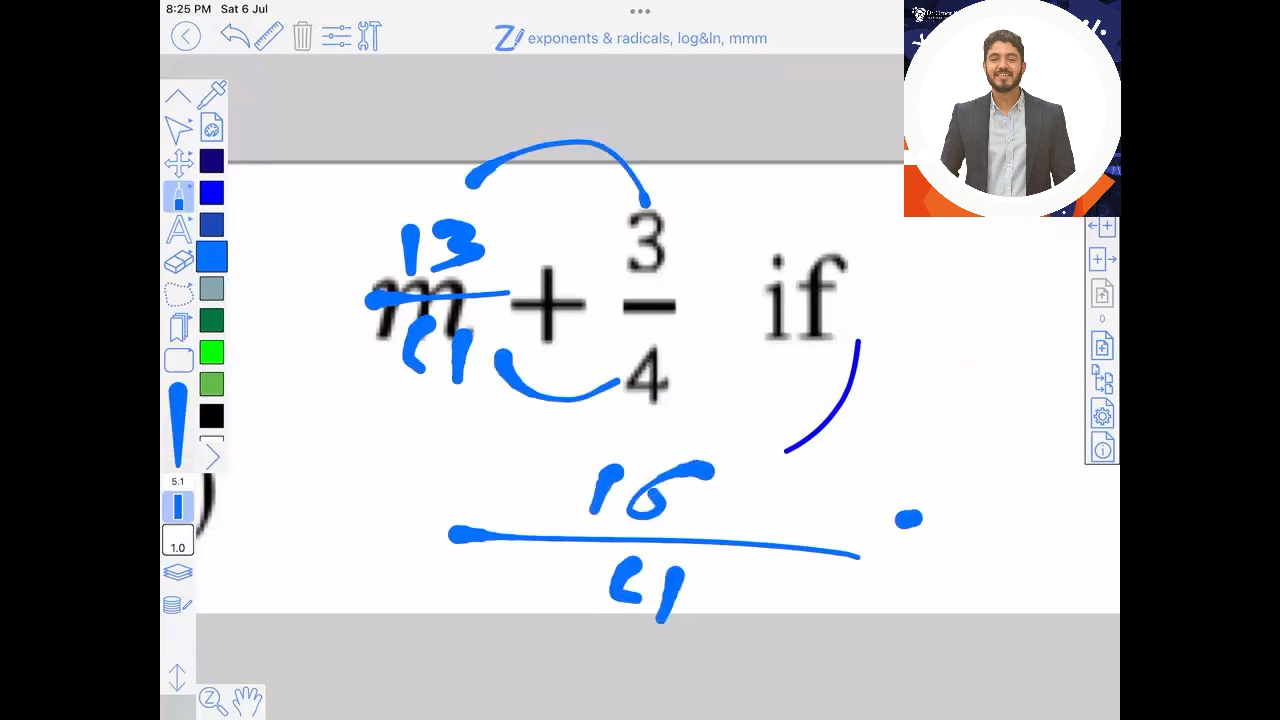 8:25 PM Sat 6 Jul
exponents & radicals, log&ln, mmm
13
m + 3/4 if
4
16
4
5.1
1.0
0